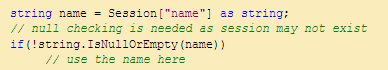 string name = Session["name"] as string;
// null checking is needed as session may not exist
if(!string.IsNullOrEmpty(name))
// use the name here